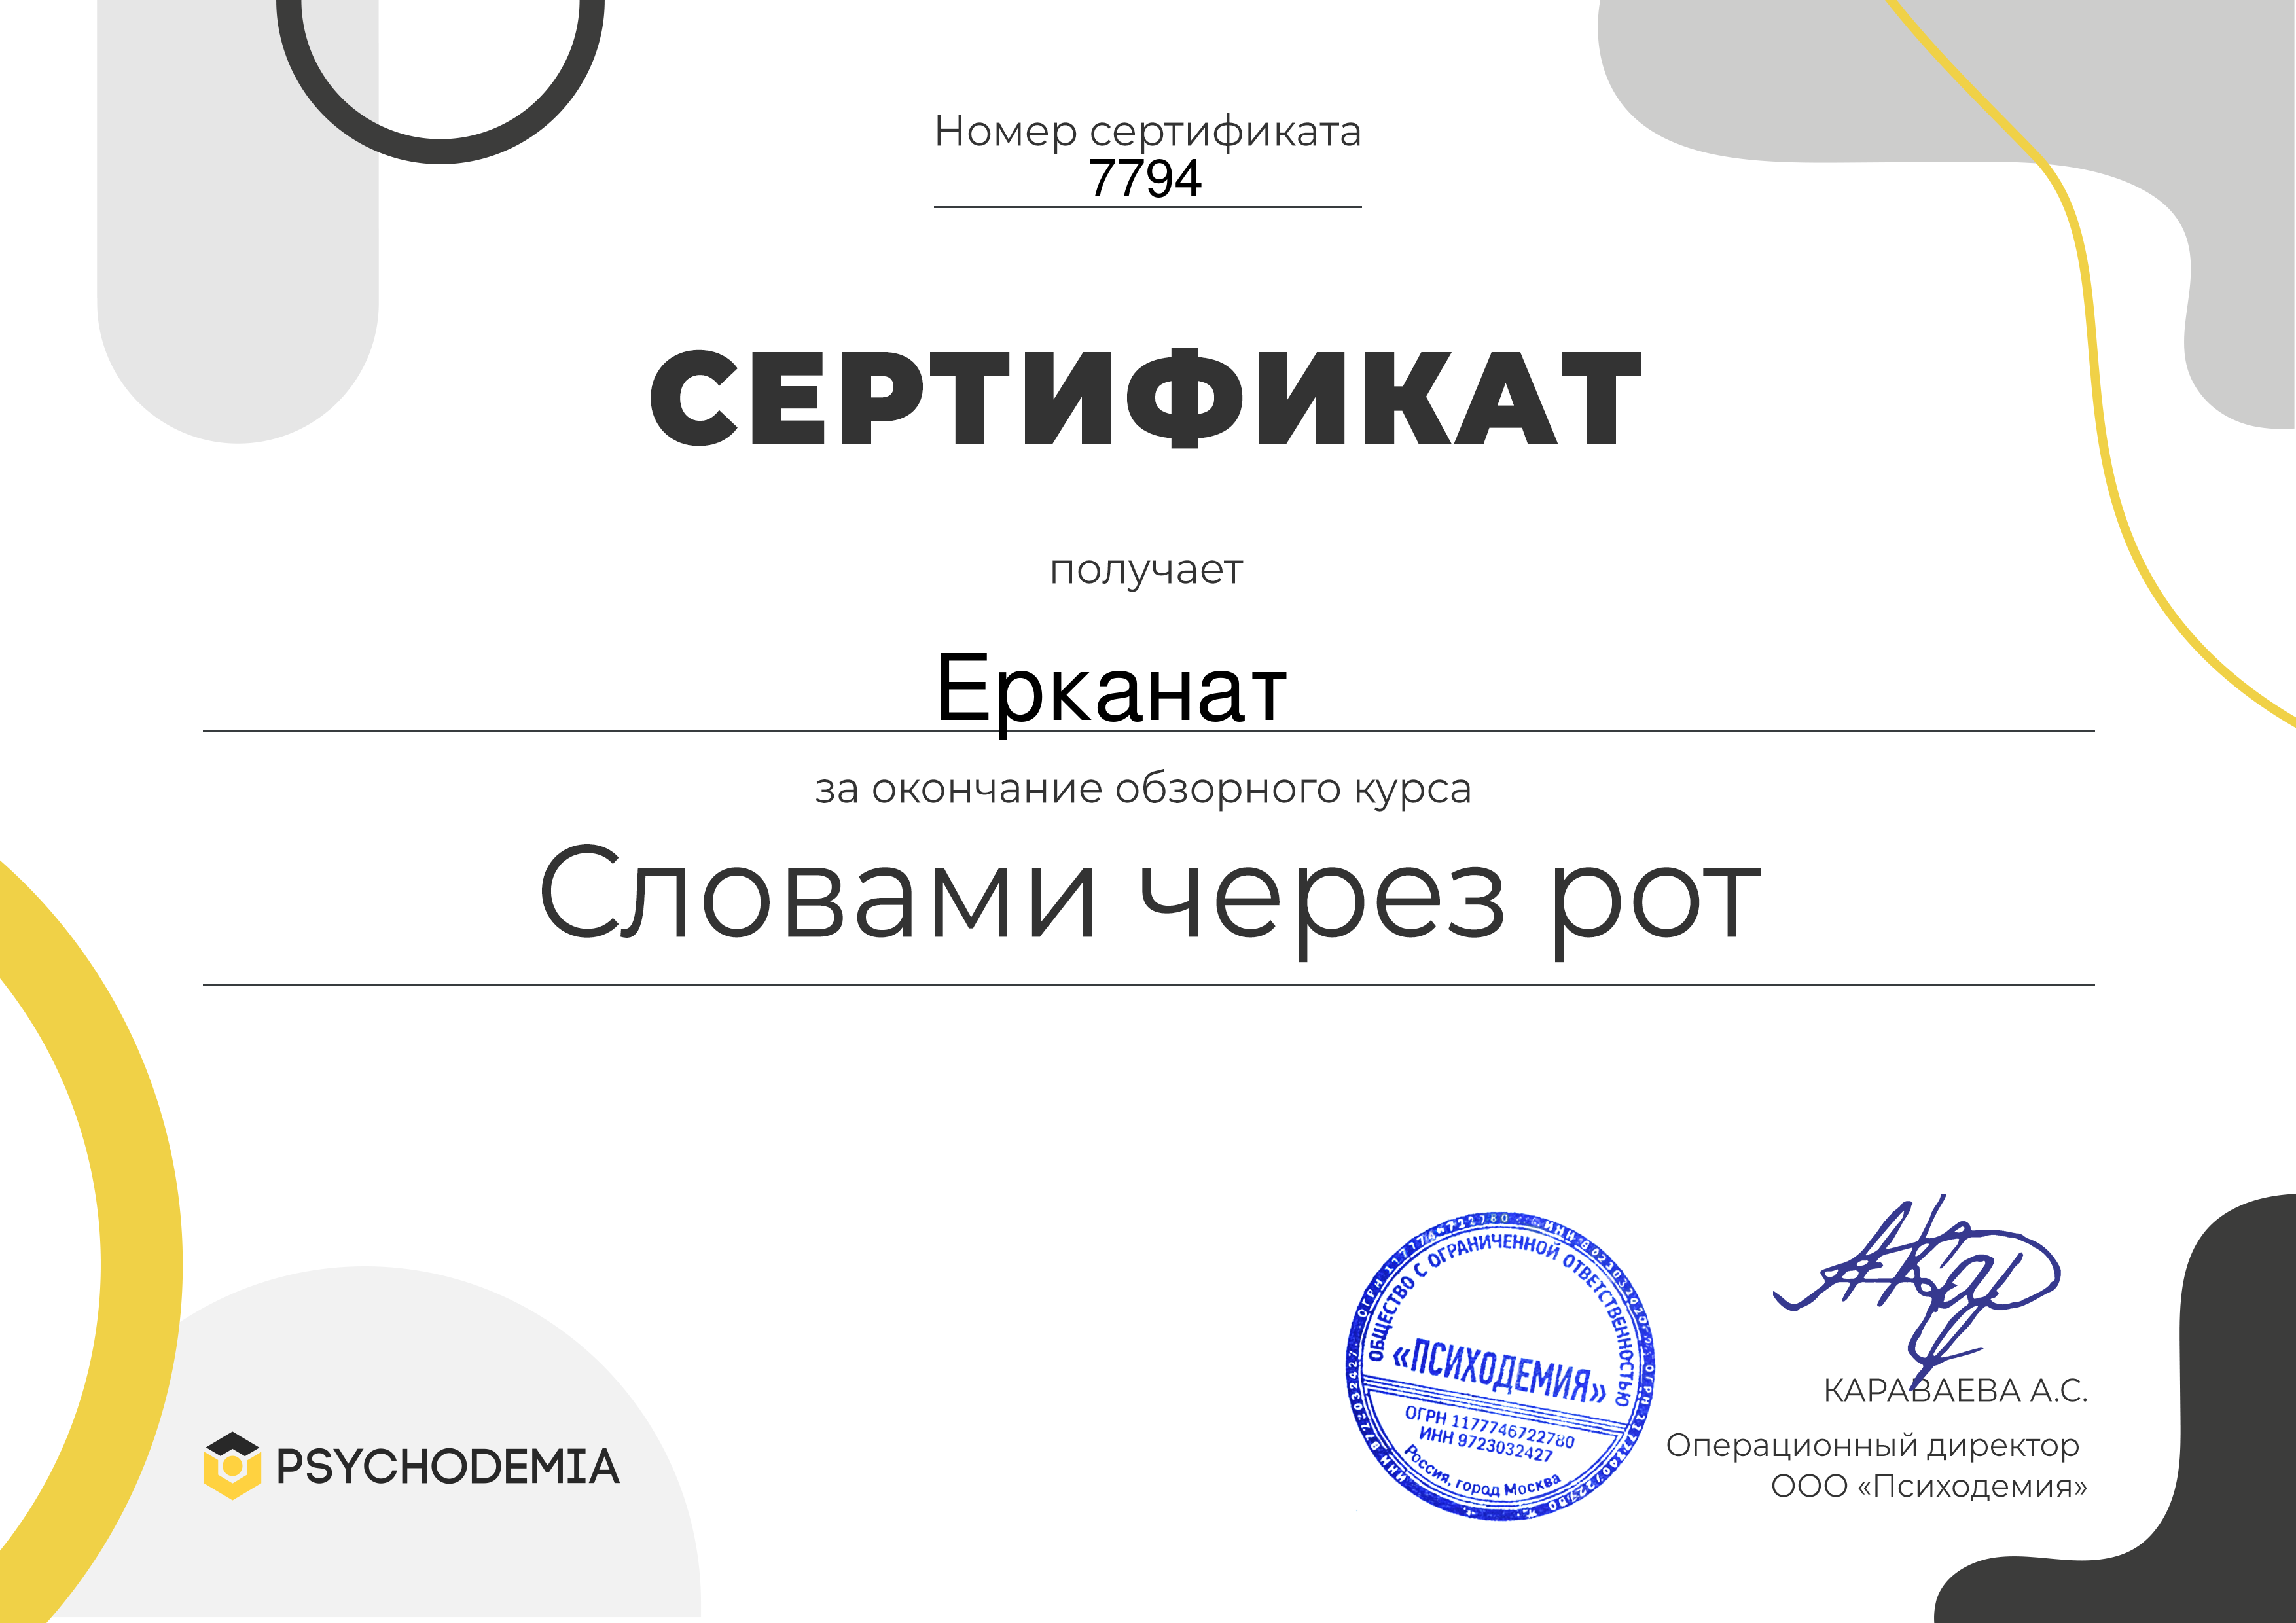 Номер сертификата
7794
СЕРТИФИКАТ
получает
Ерканат
за окончание обзорного курса
Словами через рот
ОБЩЕСТВО С ОГРАНИЧЕННОЙ ОТВЕТСТВЕННОСТЬЮ
«ПСИХОДЕМИЯ»
ОГРН 1177746722780
ИНН 9723032427
Россия, город Москва
КАРАВАЕВА А.С.
Операционный директор
ООО «Психодемия»
PSYCHODEMIA